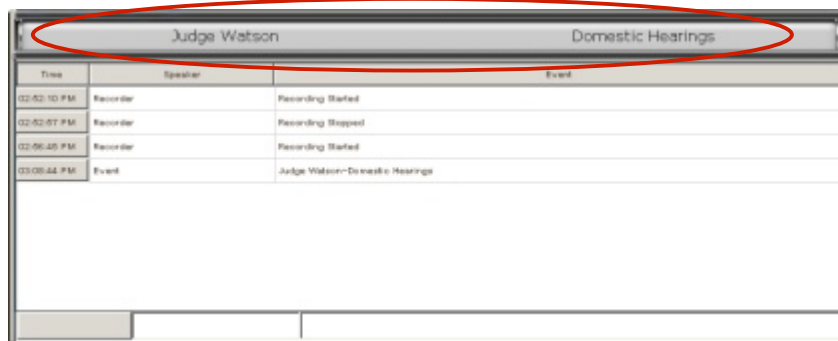 Judge Watson Domestic Hearings
Time Speaker Event
02:52:10 PM Recorder Recording Started
02:52:57 PM Recorder Recording Stopped
02:56:45 PM Recorder Recording Started
03:08:44 PM Event Judge Watson-Domestic Hearings